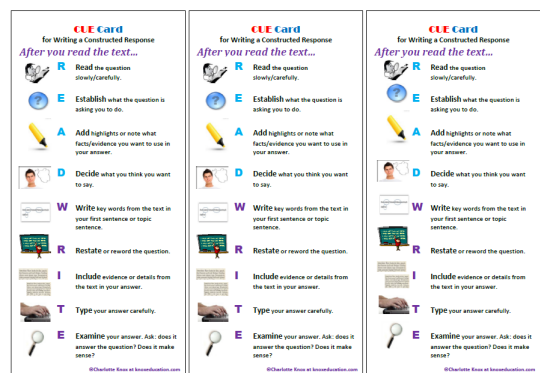 CUE Card
for Writing a Constructed Response
After you read the text...
R Read the question
slowly/carefully.
E Establish what the question is
asking you to do.
A Add highlights or note what
facts/evidence you want to use in
your answer.
D Decide what you think you want
to say.
W Write key words from the text in
your first sentence or topic
sentence.
R Restate or reword the question.
I Include evidence or details from
the text in your answer.
T Type your answer carefully.
E Examine your answer. Ask: does it
answer the question? Does it make
sense?
©Charlotte Knox at knoxeducation.com
CUE Card
for Writing a Constructed Response
After you read the text...
R Read the question
slowly/carefully.
E Establish what the question is
asking you to do.
A Add highlights or note what
facts/evidence you want to use in
your answer.
D Decide what you think you want
to say.
W Write key words from the text in
your first sentence or topic
sentence.
R Restate or reword the question.
I Include evidence or details from
the text in your answer.
T Type your answer carefully.
E Examine your answer. Ask: does it
answer the question? Does it make
sense?
©Charlotte Knox at knoxeducation.com
CUE Card
for Writing a Constructed Response
After you read the text...
R Read the question
slowly/carefully.
E Establish what the question is
asking you to do.
A Add highlights or note what
facts/evidence you want to use in
your answer.
D Decide what you think you want
to say.
W Write key words from the text in
your first sentence or topic
sentence.
R Restate or reword the question.
I Include evidence or details from
the text in your answer.
T Type your answer carefully.
E Examine your answer. Ask: does it
answer the question? Does it make
sense?
©Charlotte Knox at knoxeducation.com